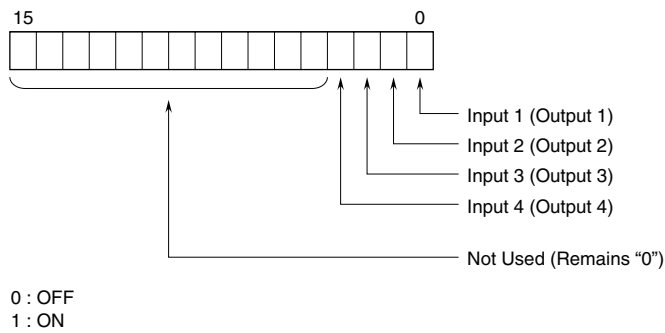 15 0
Input 1 (Output 1)
Input 2 (Output 2)
Input 3 (Output 3)
Input 4 (Output 4)
Not Used (Remains “0”)
0 : OFF
1 : ON